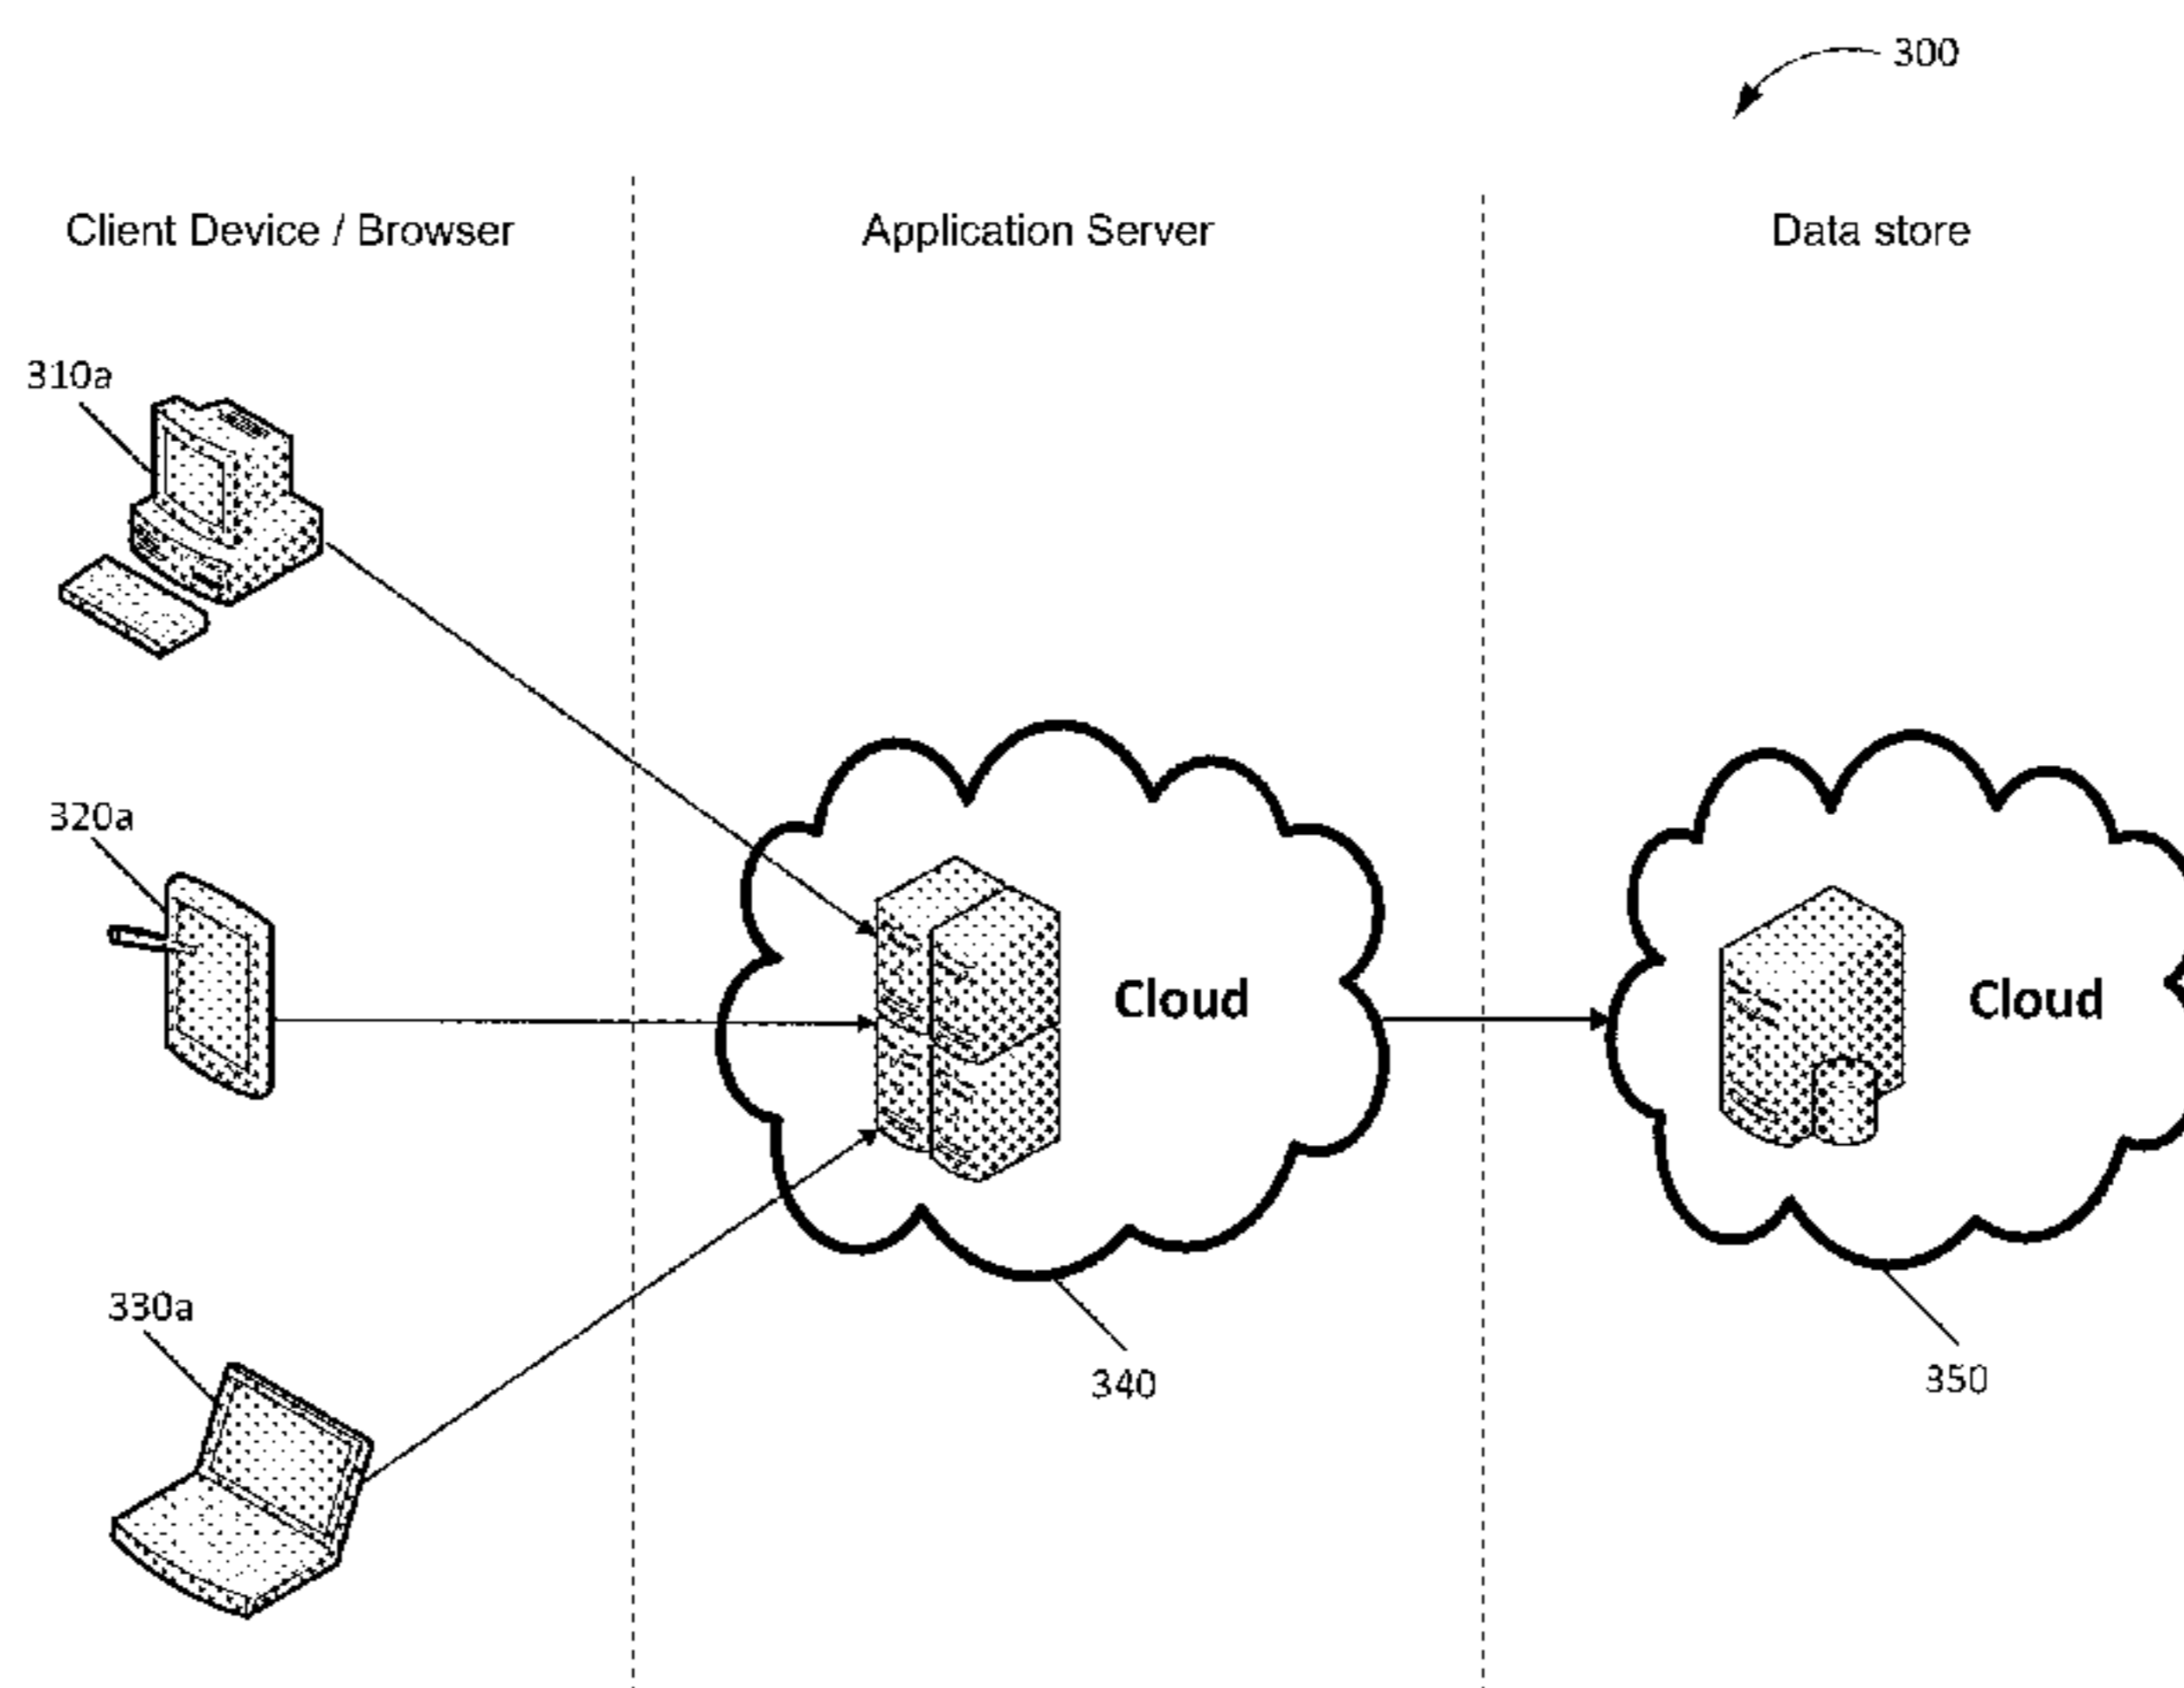 300
Client Device / Browser
Application Server
Data store
310a
320a
Cloud
Cloud
330a
340
350